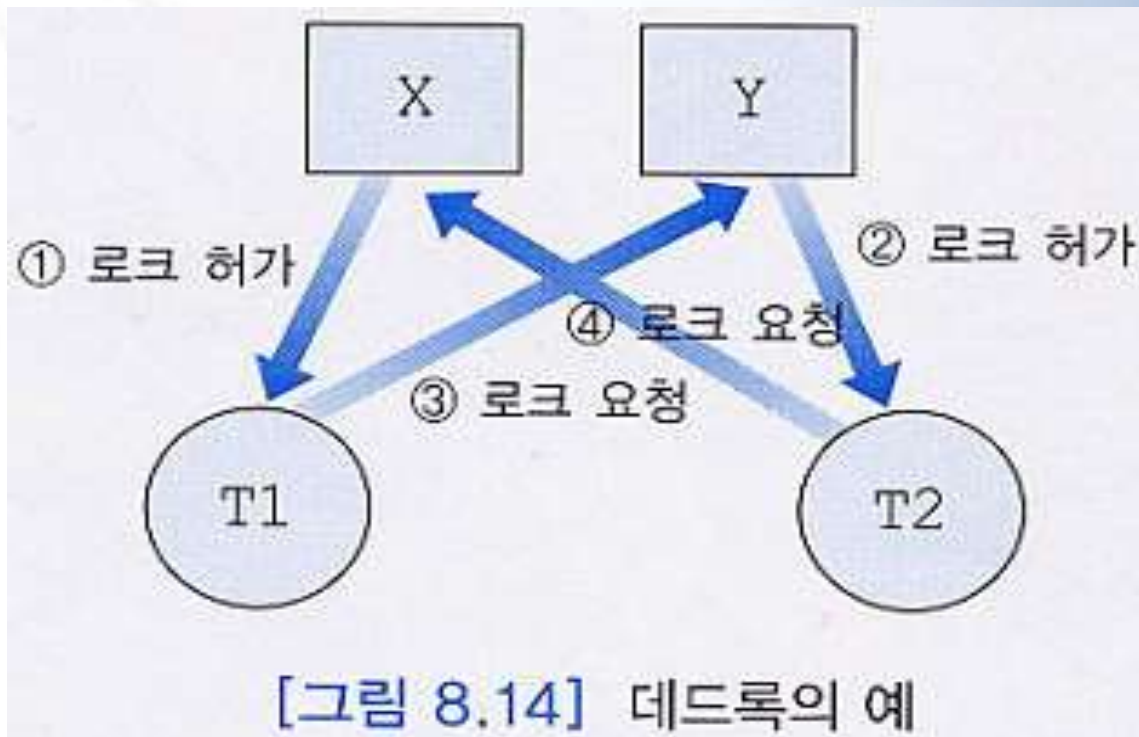 X
Y
① 로크 허가
② 로크 허가
④ 로크 요청
③ 로크 요청
T1
T2
[그림 8.14] 데드록의 예